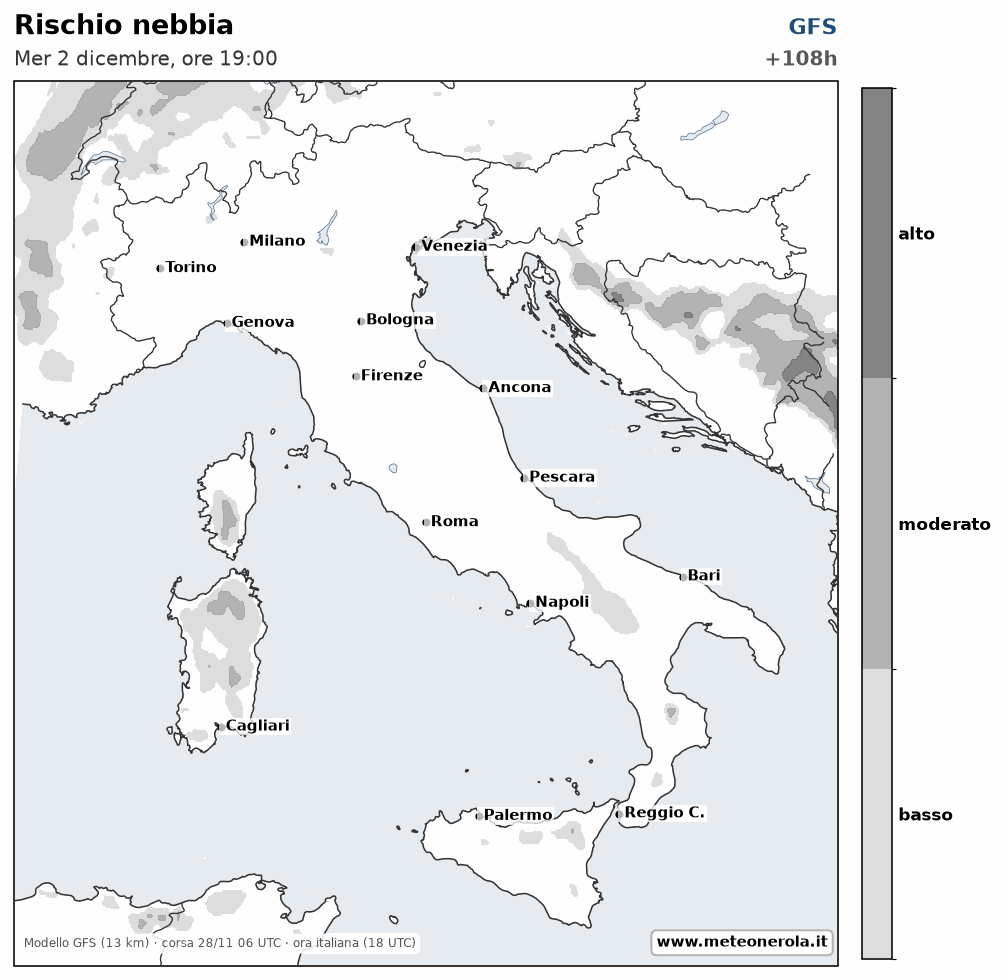 Rischio nebbia
GFS
Mer 2 dicembre, ore 19:00
+108h
alto
Venezia
Milano
Torino
Bologna
Genova
Firenze
Ancona
Pescara
Roma
moderato
Bari
Napoli
Cagliari
Reggio C.
Palermo
basso
Modello GFS (13 km) · corsa 28/11 06 UTC · ora italiana (18 UTC)
www.meteonerola.it